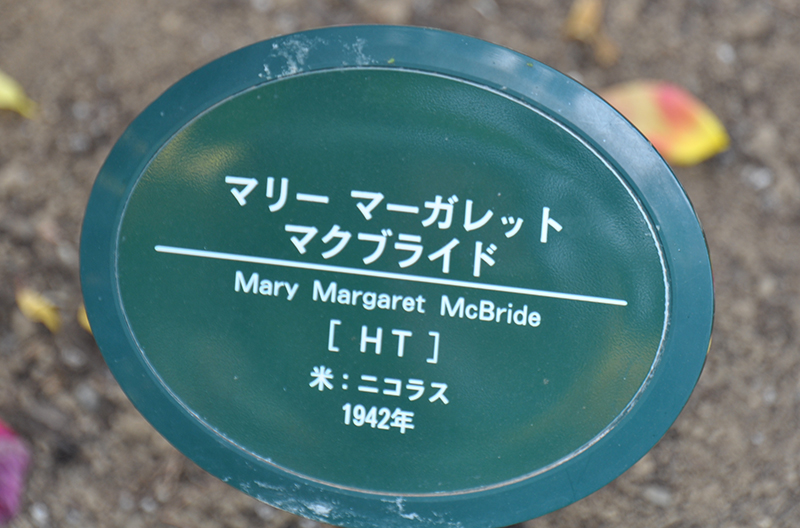 マリー マーガレット
マクブライド
Mary Margaret McBride
[ HT ]
米：ニコラス
1942年